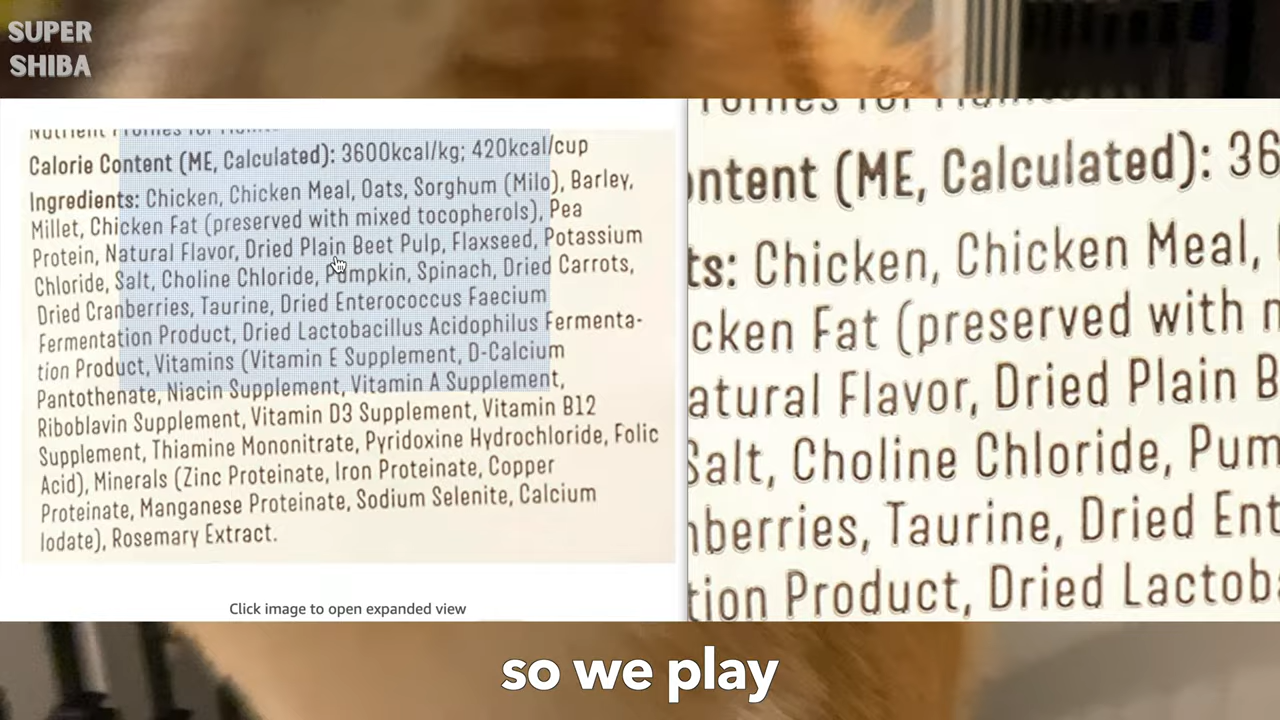 SUPER
SHIBA
Calorie Content (ME, Calculated): 3600kcal/kg; 420kcal/cup
Ingredients: Chicken, Chicken Meal, Oats, Sorghum (Milo), Barley,
Millet, Chicken Fat (preserved with mixed tocopherols), Pea
Protein, Natural Flavor, Dried Plain Beet Pulp, Flaxseed, Potassium
Chloride, Salt, Choline Chloride, Pumpkin, Spinach, Dried Carrots,
Dried Cranberries, Taurine, Dried Enterococcus Faecium
Fermentation Product, Dried Lactobacillus Acidophilus Fermenta-
tion Product, Vitamins (Vitamin E Supplement, D-Calcium
Pantothenate, Niacin Supplement, Vitamin A Supplement,
Riboblavin Supplement, Vitamin D3 Supplement, Vitamin B12
Supplement, Thiamine Mononitrate, Pyridoxine Hydrochloride, Folic
Acid), Minerals (Zinc Proteinate, Iron Proteinate, Copper
Proteinate, Manganese Proteinate, Sodium Selenite, Calcium
Iodate), Rosemary Extract.
Click image to open expanded view
ontent (ME, Calculated): 36
ts: Chicken, Chicken Meal,
cken Fat (preserved with
atural Flavor, Dried Plain B
Salt, Choline Chloride, Pum
nberries, Taurine, Dried Ent
tion Product, Dried Lactob
so we play